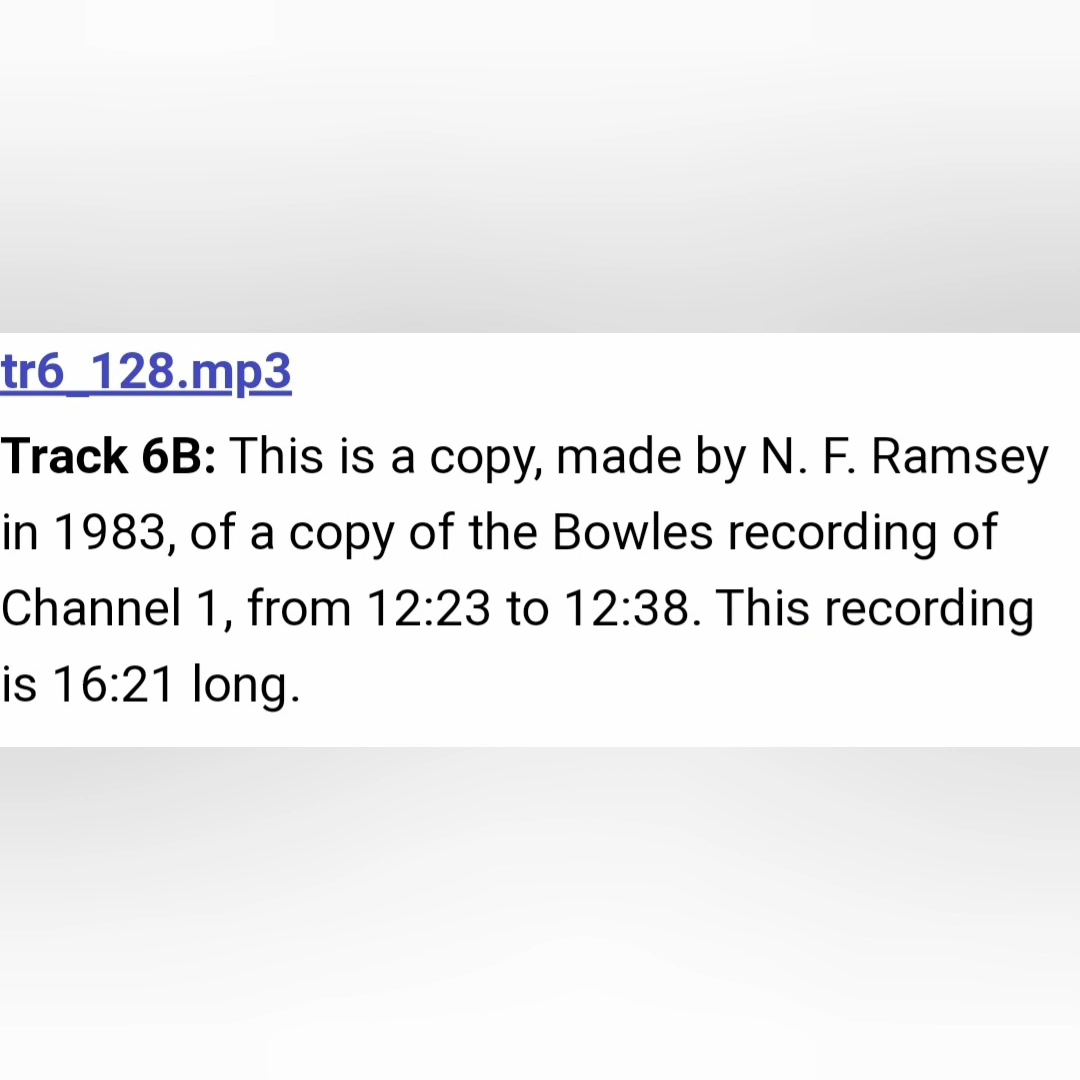 tr6_128.mp3
Track 6B: This is a copy, made by N. F. Ramsey
in 1983, of a copy of the Bowles recording of
Channel 1, from 12:23 to 12:38. This recording
is 16:21 long.